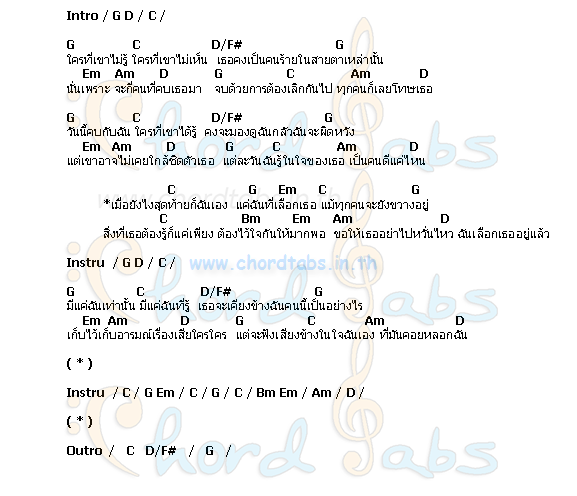 Intro / G D / C /
G C D/F# G
ใครที่เขาไม่รู้ ใครที่เขาไม่เห็น เธอคงเป็นคนร้ายในสายตาเหล่านั้น
Em Am D G C Am D
นั่นเพราะ จะกี่คนที่คบเธอมา จบด้วยการต้องเลิกกันไป ทุกคนก็เลยโทษเธอ
G C D/F# G
วันนี้คบกับฉัน ใครที่เขาได้รู้ คงจะมองดูฉันกลัวฉันจะผิดหวัง
Em Am D G C Am D
แต่เขาอาจไม่เคยใกล้ชิดตัวเธอ แต่ละวันฉันรู้ในใจของเธอ เป็นคนดีแค่ไหน
C G Em C G
*เมื่อยังไงสุดท้ายก็ฉันเอง แค่ฉันที่เลือกเธอ แม้ทุกคนจะยังขวางอยู่
C Bm Em Am D
สิ่งที่เธอต้องรู้ก็แค่เพียง ต้องไว้ใจกันให้มากพอ ขอให้เธออย่าไปหวั่นไหว ฉันเลือกเธออยู่แล้ว
Instru / G D / C /
www.chordtabs.in.th
G C D/F# G
มีแค่ฉันเท่านั้น มีแค่ฉันที่รู้ เธอจะเคียงข้างฉันคนนี้เป็นอย่างไร
Em Am D G C Am D
เก็บไว้เก็บอารมณ์เรื่องเสียใครใคร แต่จะฟังเสียงข้างในใจฉันเอง ที่มันคอยหลอกฉัน
( * )
Instru / C / G Em / C / G / C / Bm Em / Am / D /
( * )
Outro / C D/F# / G /
Chord Tabs